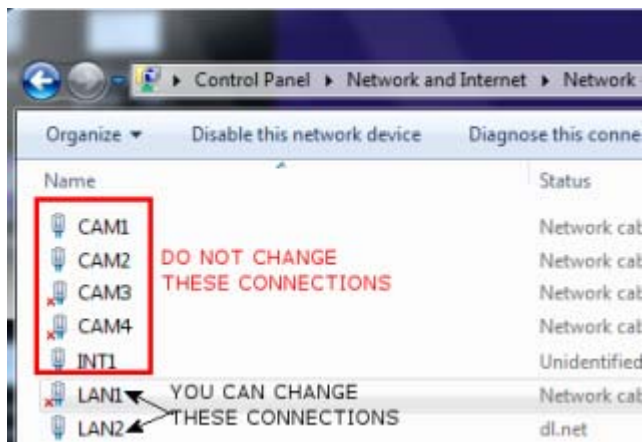 Control Panel ▸ Network and Internet ▸ Network
Organize Disable this network device Diagnose this conne
Name Status
CAM1 Network cab
CAM2 DO NOT CHANGE Network cab
CAM3 THESE CONNECTIONS Network cab
CAM4 Network cab
INT1 Unidentified
LAN1 YOU CAN CHANGE Network cab
LAN2 THESE CONNECTIONS dl.net